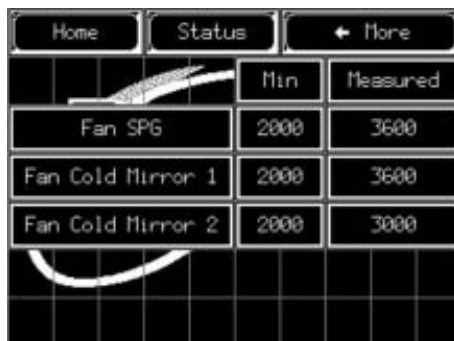 Home Status ← More
Min Measured
Fan SPG 2000 3600
Fan Cold Mirror 1 2000 3600
Fan Cold Mirror 2 2000 3000